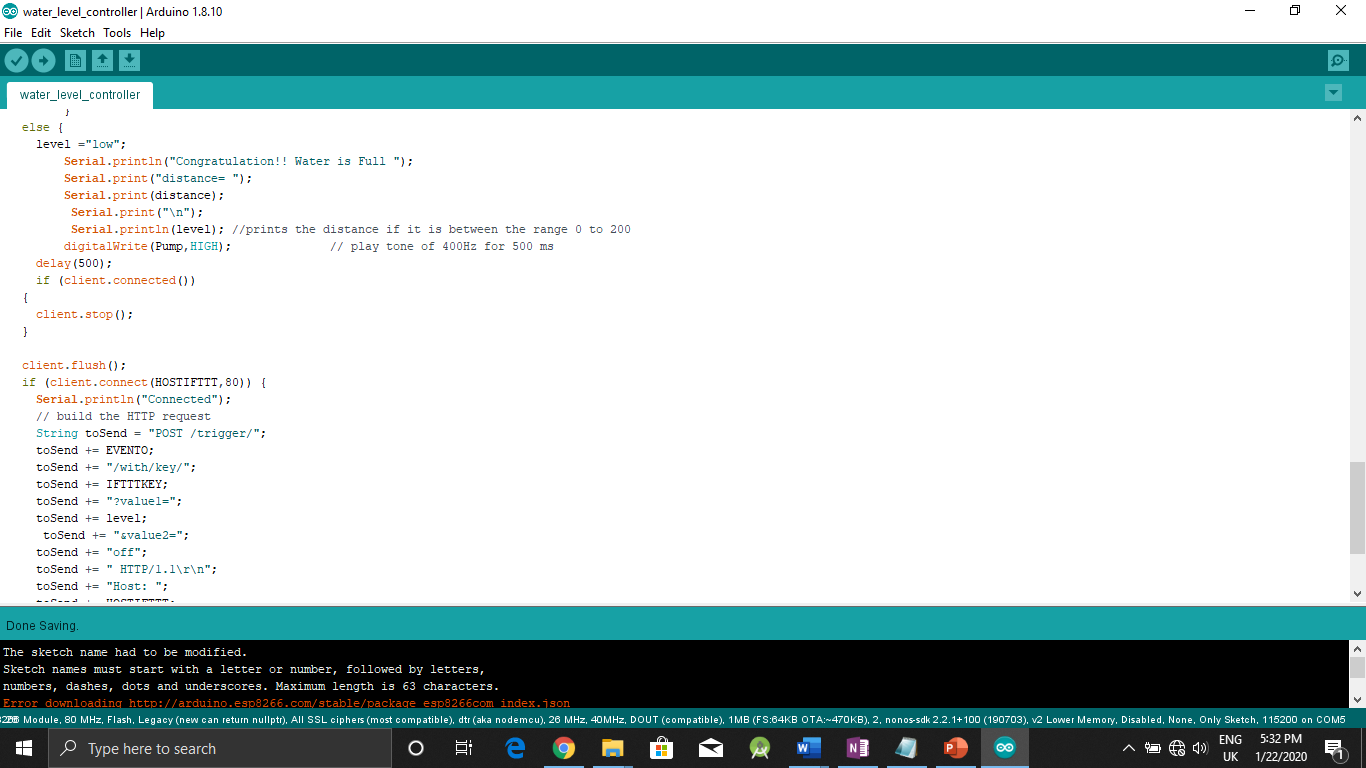 water_level_controller | Arduino 1.8.10
File Edit Sketch Tools Help
water_level_controller
}
else {
level ="low";
Serial.println("Congratulation!! Water is Full ");
Serial.print("distance= ");
Serial.print(distance);
Serial.print("\n");
Serial.println(level); //prints the distance if it is between the range 0 to 200
digitalWrite(Pump,HIGH); // play tone of 400Hz for 500 ms
delay(500);
if (client.connected())
{
client.stop();
}
client.flush();
if (client.connect(HOSTIFTTT,80)) {
Serial.println("Connected");
// build the HTTP request
String toSend = "POST /trigger/";
toSend += EVENTO;
toSend += "/with/key/";
toSend += IFTTTKEY;
toSend += "?value1=";
toSend += level;
toSend += "&value2=";
toSend += "off";
toSend += " HTTP/1.1\r\n";
toSend += "Host: ";
toSend += HOSTIFTTT;
Done Saving.
The sketch name had to be modified.
Sketch names must start with a letter or number, followed by letters,
numbers, dashes, dots and underscores. Maximum length is 63 characters.
Error downloading http://arduino.esp8266.com/stable/package_esp8266com_index.json
Module, 80 MHz, Flash, Legacy (new can return nullptr), All SSL ciphers (most compatible), dtr (aka nodemcu), 26 MHz, 40MHz, DOUT (compatible), 1MB (FS:64KB OTA:~470KB), 2, nonos-sdk 2.2.1+100 (190703), v2 Lower Memory, Disabled, None, Only Sketch, 115200 on COM5
Type here to search
ENG
UK
5:32 PM
1/22/2020
1